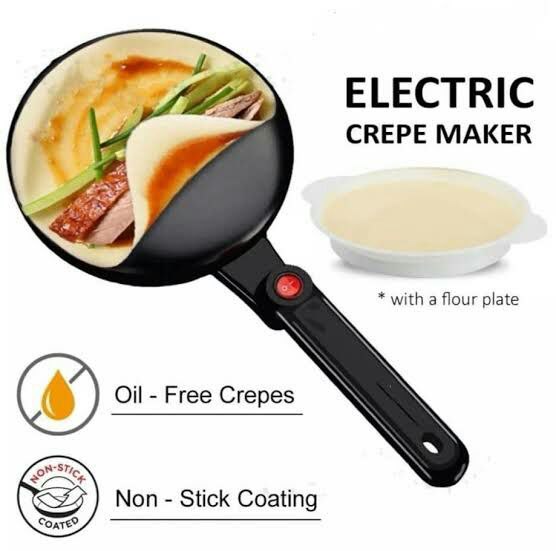 ELECTRIC
CREPE MAKER
* with a flour plate
Oil - Free Crepes
NON-STICK
COATED
Non - Stick Coating